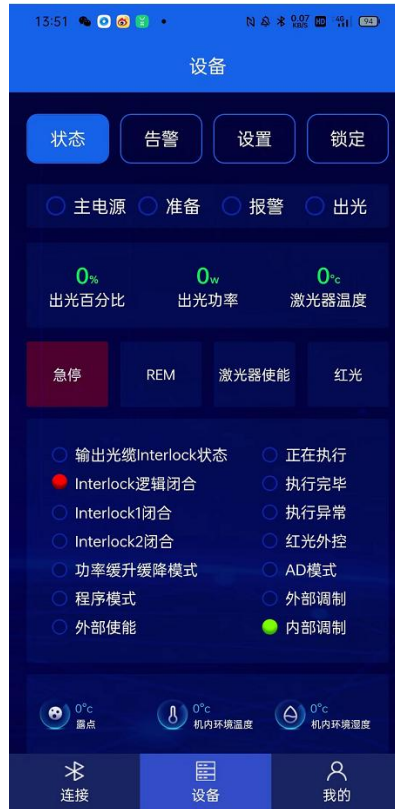 13:51 0.07 KB/s HD 4G 94
设备
状态 告警 设置 锁定
主电源 准备 报警 出光
0% 0w 0°c
出光百分比 出光功率 激光器温度
急停 REM 激光器使能 红光
输出光缆Interlock状态 正在执行
Interlock逻辑闭合 执行完毕
Interlock1闭合 执行异常
Interlock2闭合 红光外控
功率缓升缓降模式 AD模式
程序模式 外部调制
外部使能 内部调制
0°c 0°c 0°c
露点 机内环境温度 机内环境湿度
连接 设备 我的